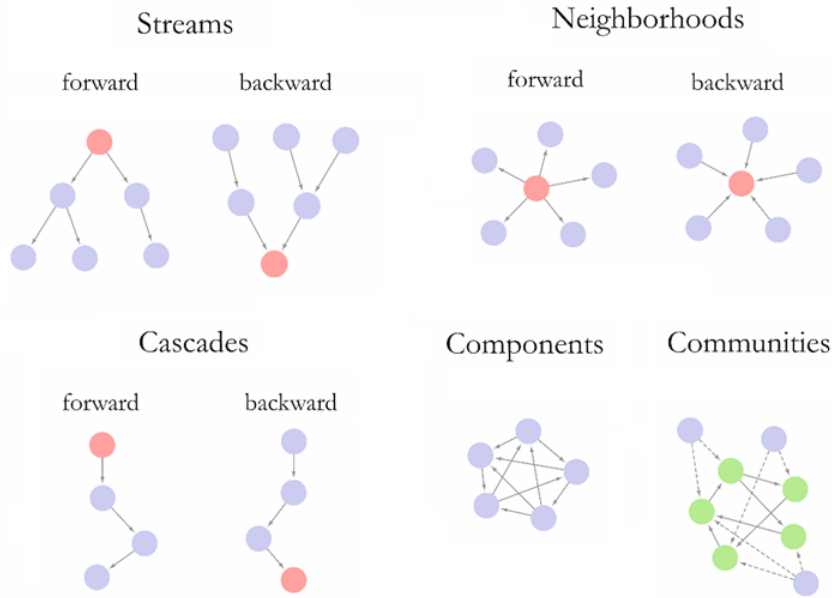 Streams
forward
backward
Neighborhoods
forward
backward
Cascades
forward
backward
Components
Communities